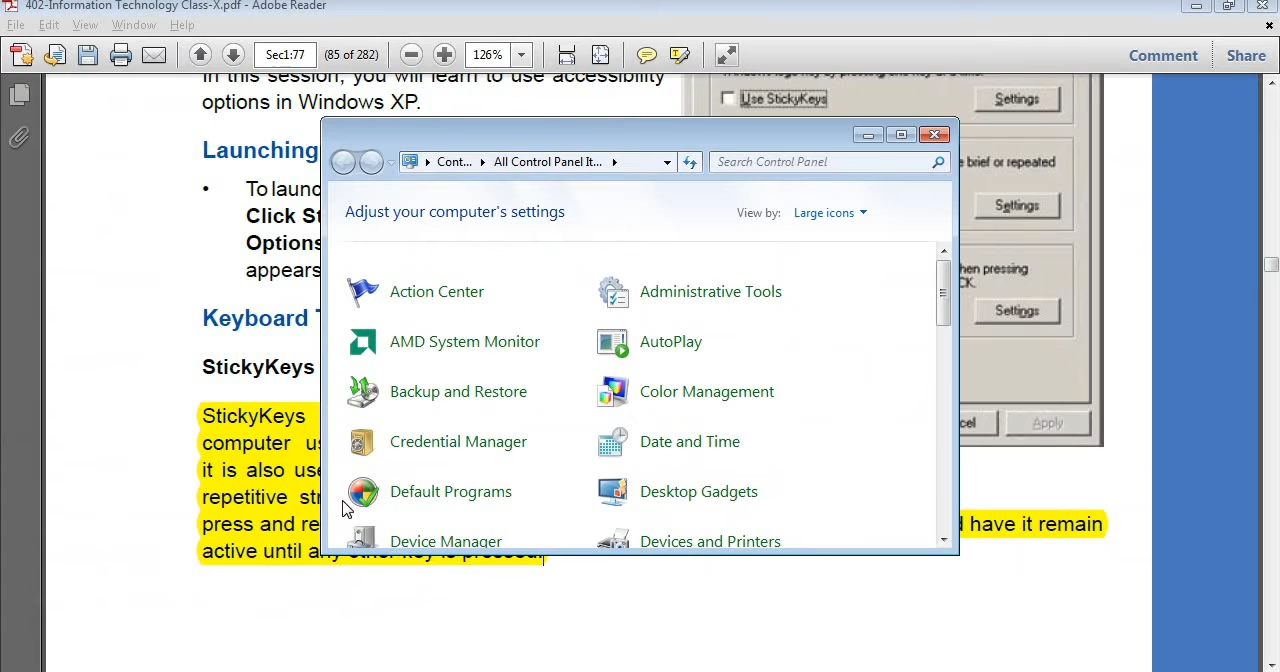 402-Information Technology Class-X.pdf - Adobe Reader
File Edit View Window Help
Sec1:77 (85 of 282) 126% Comment Share
In this session, you will learn to use accessibility
options in Windows XP.
Use StickyKeys Settings
Launching
Cont... All Control Panel It... Search Control Panel
brief or repeated
• To launc
Click St
Options
appears
Settings
Adjust your computer's settings View by: Large icons
hen pressing
CK.
Settings
Keyboard T
Action Center Administrative Tools
AMD System Monitor AutoPlay
StickyKeys
Backup and Restore Color Management
StickyKeys
cel Apply
computer us
Credential Manager Date and Time
it is also use
repetitive str
Default Programs Desktop Gadgets
press and re d have it remain
Device Manager Devices and Printers
active until any other key is pressed.